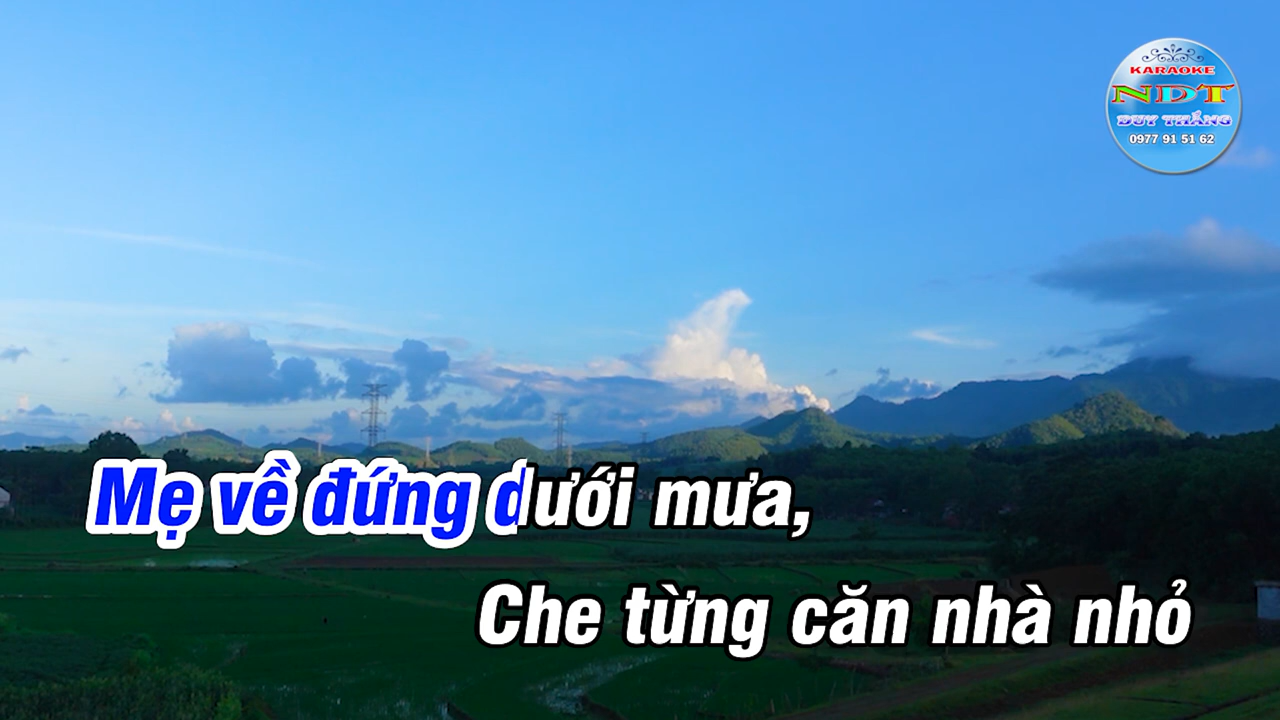 KARAOKE
NDT
DUY THẮNG
0977 91 51 62
Mẹ về đứng dưới mưa,
Che từng căn nhà nhỏ